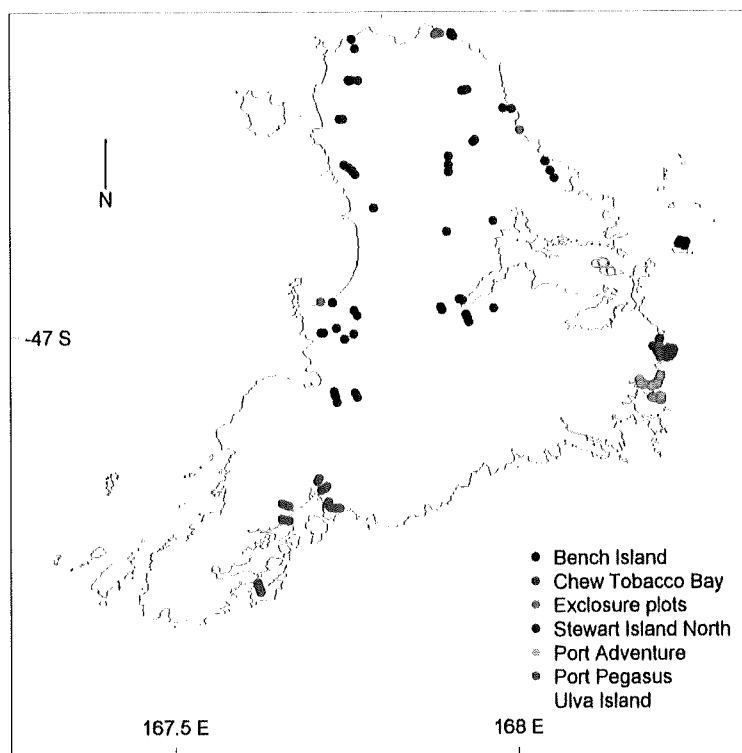 N
-47 S
Bench Island
Chew Tobacco Bay
Exclosure plots
Stewart Island North
Port Adventure
Port Pegasus
Ulva Island
167.5 E
168 E